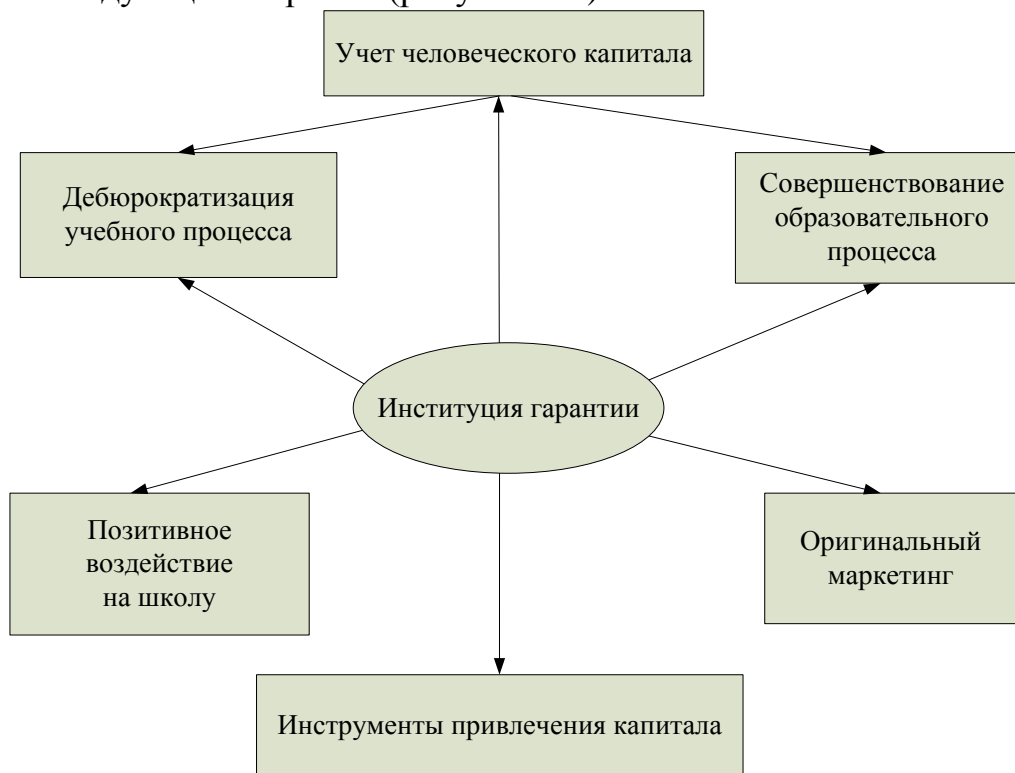 Учет человеческого капитала
Дебюрократизация
учебного процесса
Совершенствование
образовательного
процесса
Институция гарантии
Позитивное
воздействие
на школу
Оригинальный
маркетинг
Инструменты привлечения капитала